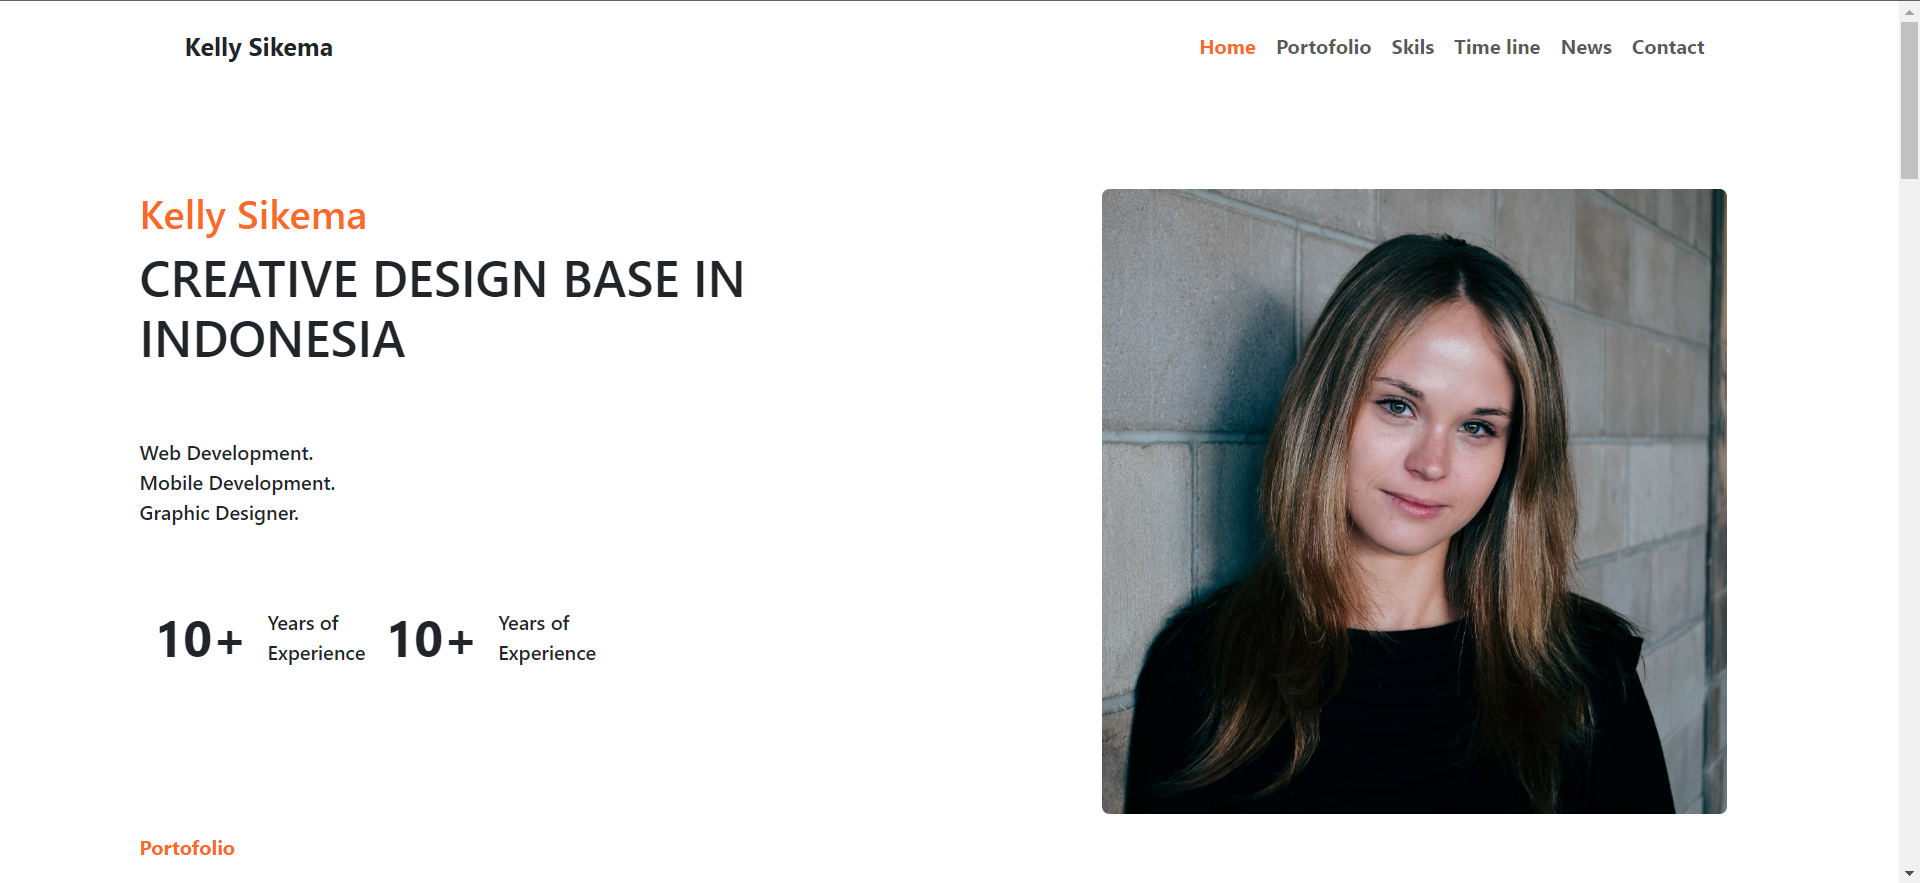 Kelly Sikema
Home Portofolio Skils Time line News Contact
Kelly Sikema
CREATIVE DESIGN BASE IN
INDONESIA
Web Development.
Mobile Development.
Graphic Designer.
10+ Years of Experience 10+ Years of Experience
Portofolio